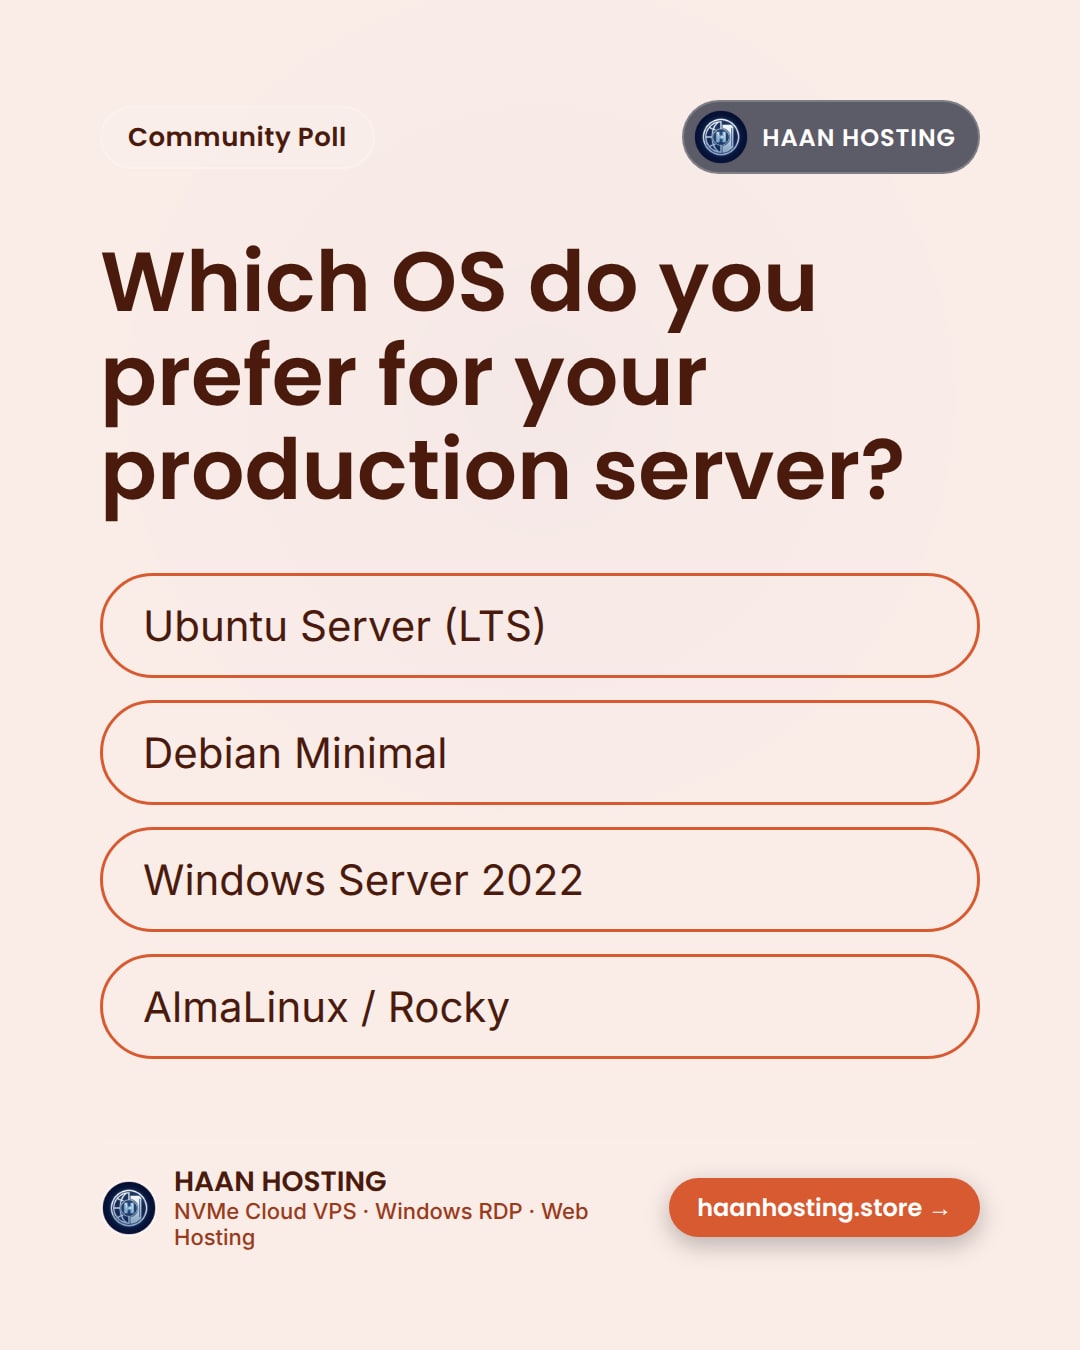 Community Poll
HAAN HOSTING
Which OS do you
prefer for your
production server?
Ubuntu Server (LTS)
Debian Minimal
Windows Server 2022
AlmaLinux / Rocky
HAAN HOSTING
NVMe Cloud VPS · Windows RDP · Web
Hosting
haanhosting.store →